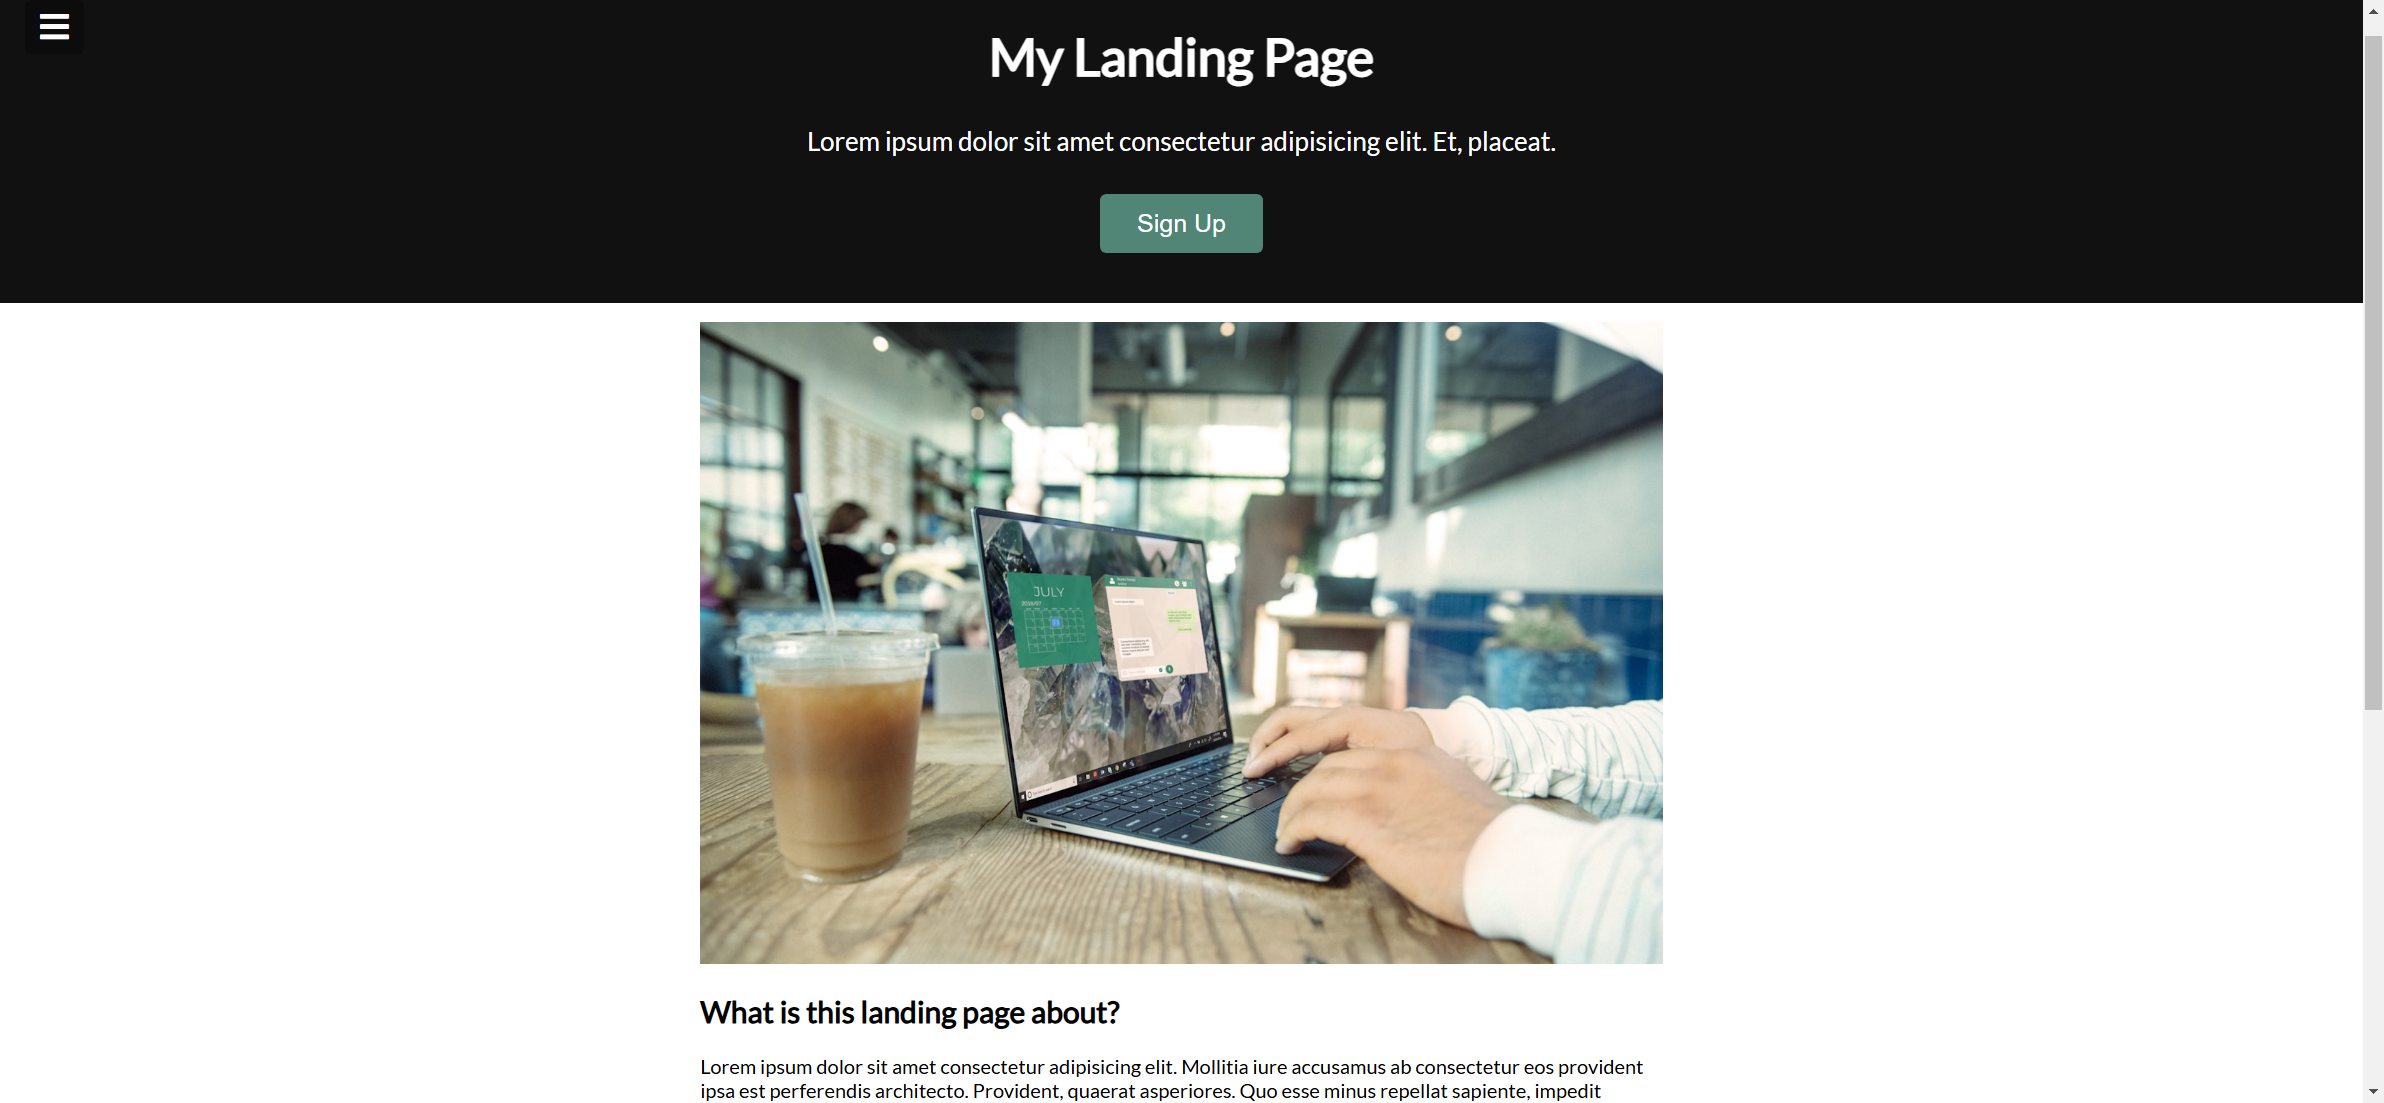 My Landing Page
Lorem ipsum dolor sit amet consectetur adipisicing elit. Et, placeat.
Sign Up
JULY
What is this landing page about?
Lorem ipsum dolor sit amet consectetur adipisicing elit. Mollitia iure accusamus ab consectetur eos provident
ipsa est perferendis architecto. Provident, quaerat asperiores. Quo esse minus repellat sapiente, impedit